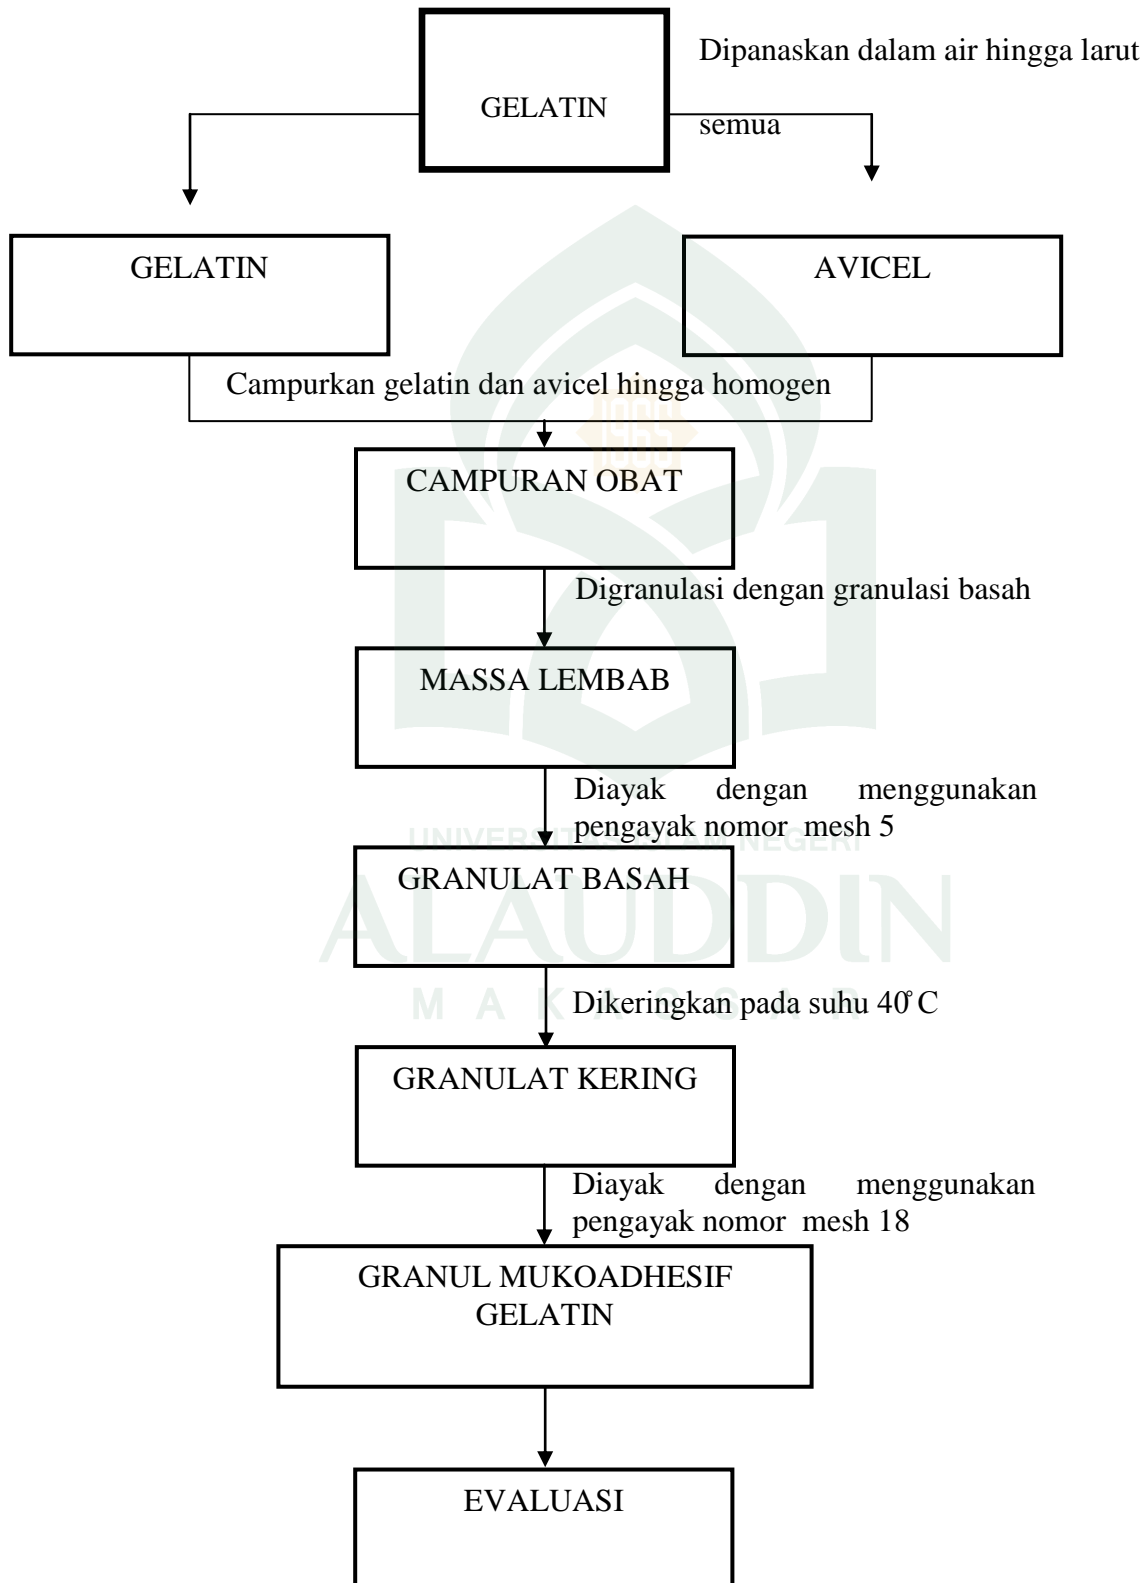 Dipanaskan dalam air hingga larut
GELATIN
semua
GELATIN
AVICEL
Campurkan gelatin dan avicel hingga homogen
CAMPURAN OBAT
Digranulasi dengan granulasi basah
MASSA LEMBAB
Diayak dengan menggunakan
pengayak nomor mesh 5
UNIVERSITAS ISLAM NEGERI
GRANULAT BASAH
ALAUDDIN
MAKASSAR
Dikeringkan pada suhu 40°C
GRANULAT KERING
Diayak dengan menggunakan
pengayak nomor mesh 18
GRANUL MUKOADHESIF
GELATIN
EVALUASI